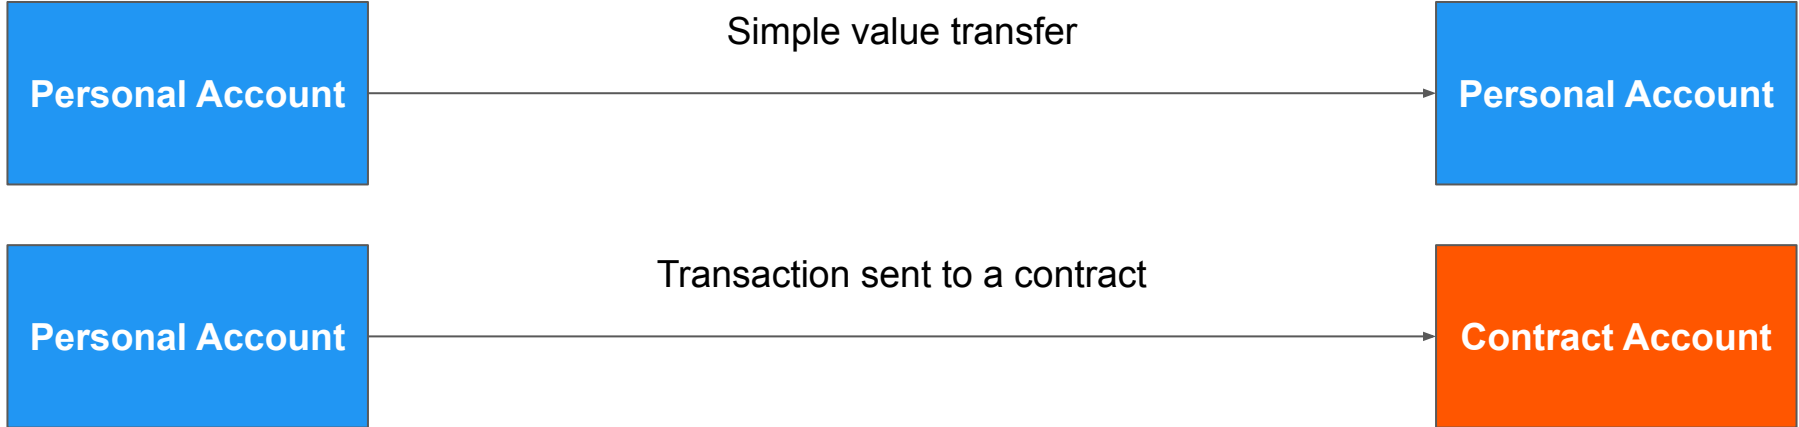 Simple value transfer
Personal Account
Personal Account
Transaction sent to a contract
Personal Account
Contract Account